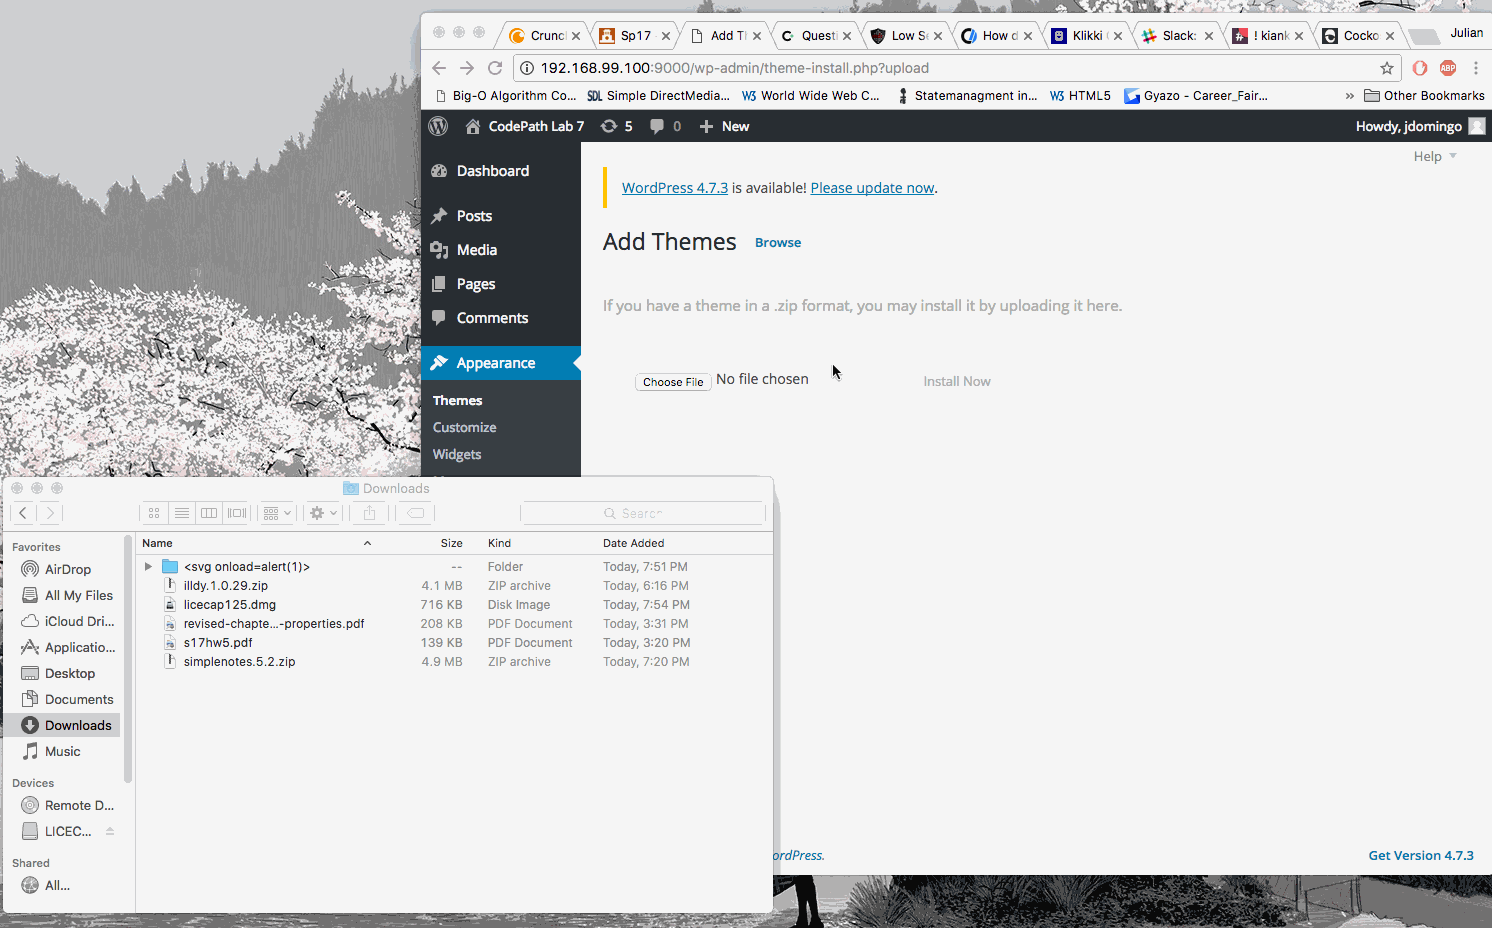 Crunch
Sp17
Add Th
Questi
Low Se
How d
Klikki
Slack:
! kiank
Cocko
Julian
192.168.99.100:9000/wp-admin/theme-install.php?upload
ABP
Big-O Algorithm Co...
SDL Simple DirectMedia...
W3 World Wide Web C...
Statemanagment in...
W3 HTML5
Gyazo - Career_Fair...
»
Other Bookmarks
CodePath Lab 7
5
0
+ New
Howdy, jdomingo
Help
Dashboard
Posts
Media
Pages
Comments
Appearance
Themes
Customize
Widgets
WordPress 4.7.3 is available! Please update now.
Add Themes Browse
If you have a theme in a .zip format, you may install it by uploading it here.
Choose File No file chosen
Install Now
ordPress.
Get Version 4.7.3
Downloads
Search
Favorites
AirDrop
All My Files
iCloud Dri...
Applicatio...
Desktop
Documents
Downloads
Music
Devices
Remote D...
LICEC...
Shared
All...
Name Size Kind Date Added
<svg onload=alert(1)> -- Folder Today, 7:51 PM
illdy.1.0.29.zip 4.1 MB ZIP archive Today, 6:16 PM
licecap125.dmg 716 KB Disk Image Today, 7:54 PM
revised-chapte...-properties.pdf 208 KB PDF Document Today, 3:31 PM
s17hw5.pdf 139 KB PDF Document Today, 3:20 PM
simplenotes.5.2.zip 4.9 MB ZIP archive Today, 7:20 PM